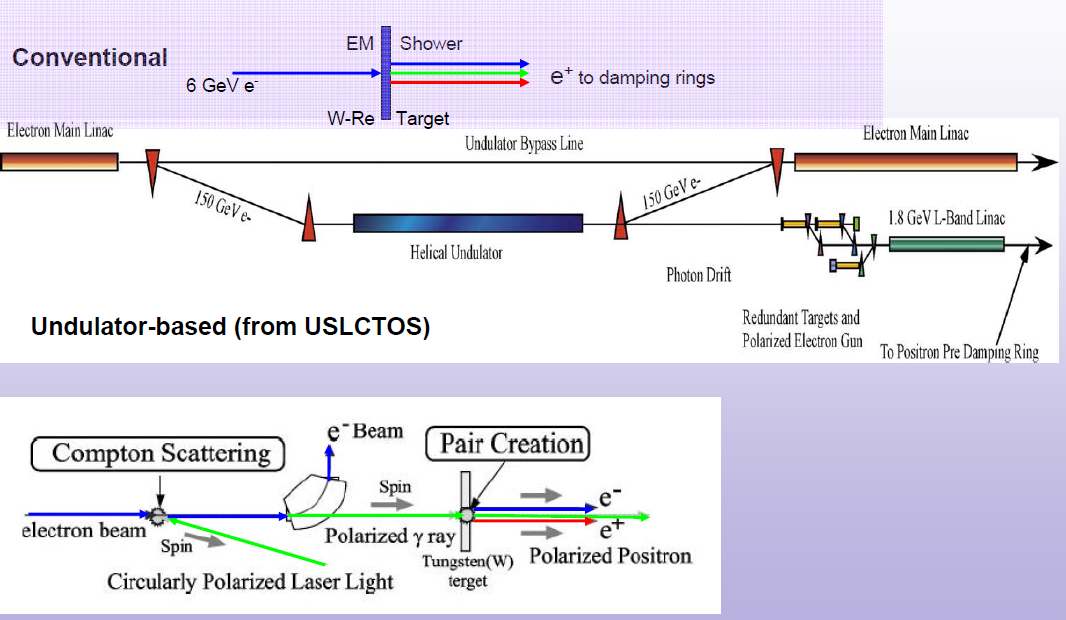 Conventional
EM Shower
6 GeV e-
e+ to damping rings
W-Re Target
Electron Main Linac
Undulator Bypass Line
Electron Main Linac
150 GeV e-
150 GeV e-
1.8 GeV L-Band Linac
Helical Undulator
Photon Drift
Undulator-based (from USLCTOS)
Redundant Targets and
Polarized Electron Gun
To Positron Pre Damping Ring
Compton Scattering
e- Beam
Pair Creation
Spin
e-
electron beam
Spin
Polarized γ ray
e+
Tungsten(W)
terget
Polarized Positron
Circularly Polarized Laser Light